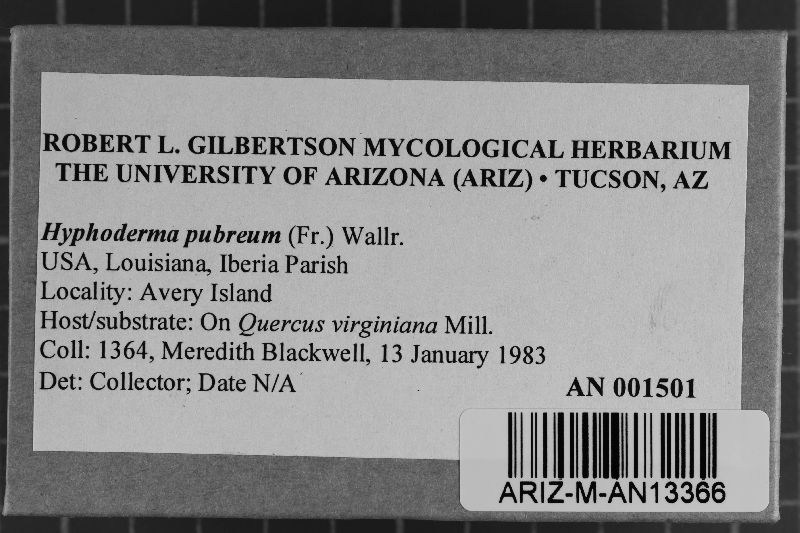 ROBERT L. GILBERTSON MYCOLOGICAL HERBARIUM
THE UNIVERSITY OF ARIZONA (ARIZ) • TUCSON, AZ
Hyphoderma pubreum (Fr.) Wallr.
USA, Louisiana, Iberia Parish
Locality: Avery Island
Host/substrate: On Quercus virginiana Mill.
Coll: 1364, Meredith Blackwell, 13 January 1983
Det: Collector; Date N/A
AN 001501
ARIZ-M-AN13366